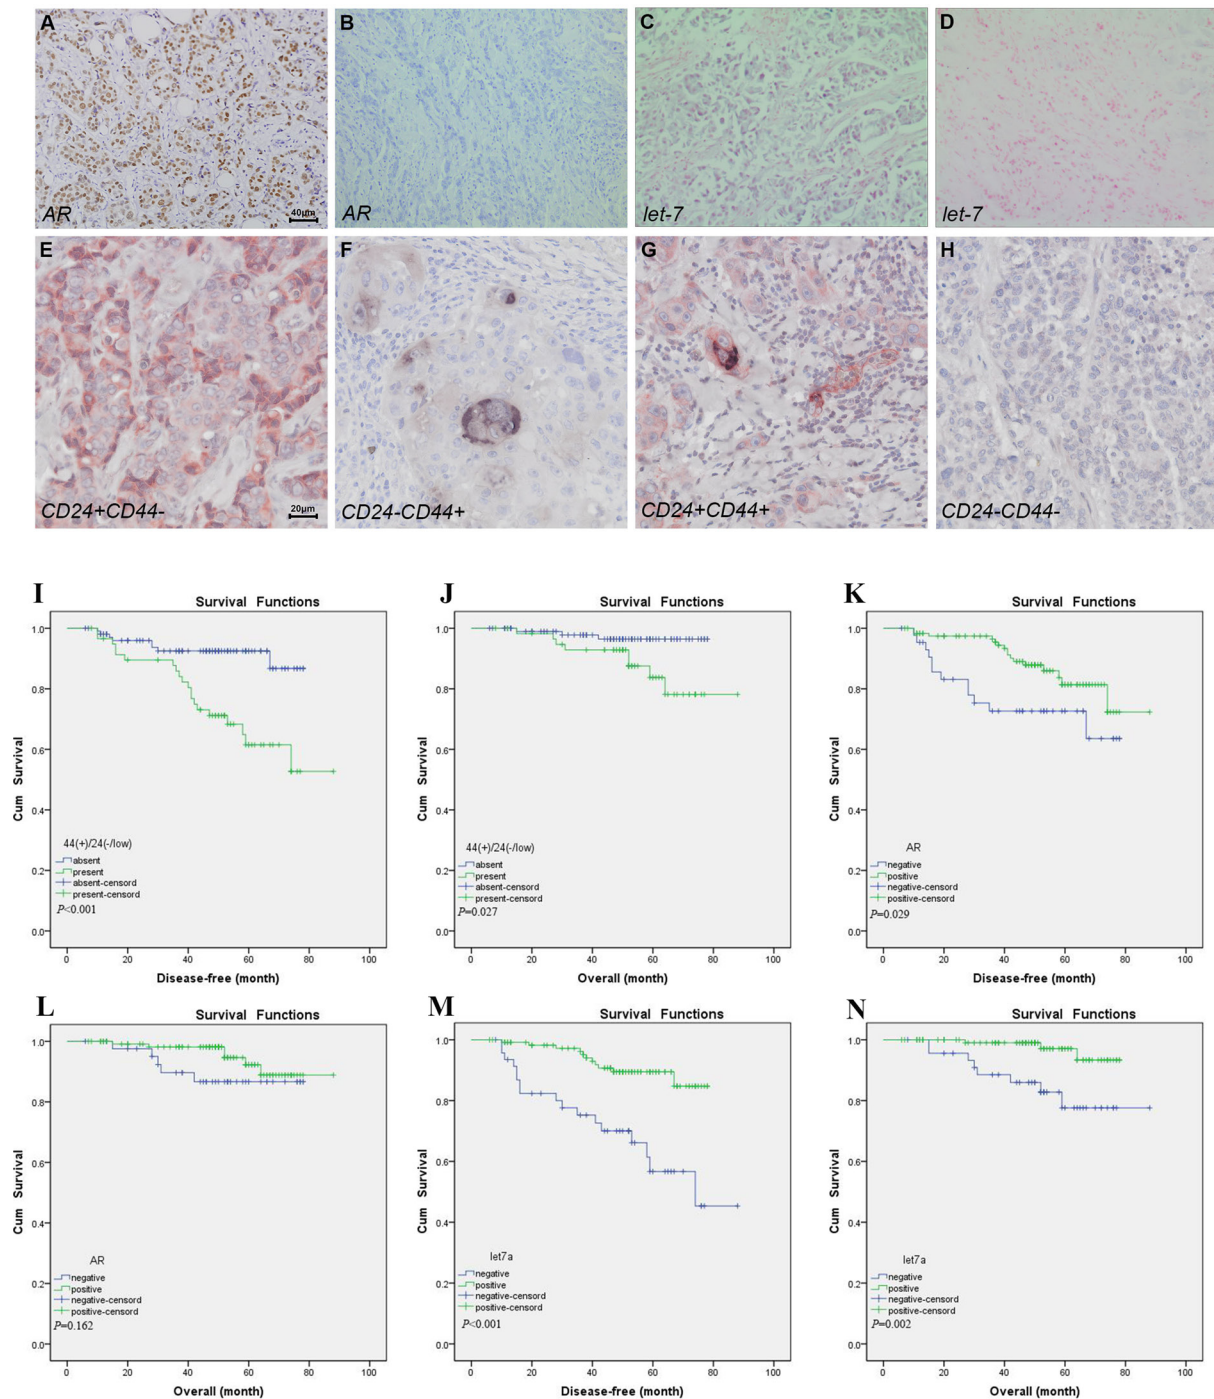 A
B
C
D
AR
40μm
AR
let-7
let-7
E
F
G
H
CD24+CD44-
20μm
CD24-CD44+
CD24+CD44+
CD24-CD44-
I
Survival Functions
Cum Survival
1.0
0.8
0.6
0.4
0.2
0.0
44(+)/24(-/low)
absent
present
absent-censord
present-censord
P<0.001
0 20 40 60 80 100
Disease-free (month)
J
Survival Functions
Cum Survival
1.0
0.8
0.6
0.4
0.2
0.0
44(+)/24(-/low)
absent
present
absent-censord
present-censord
P=0.027
0 20 40 60 80 100
Overall (month)
K
Survival Functions
Cum Survival
1.0
0.8
0.6
0.4
0.2
0.0
AR
negative
positive
negative-censord
positive-censord
P=0.029
0 20 40 60 80 100
Disease-free (month)
L
Survival Functions
Cum Survival
1.0
0.8
0.6
0.4
0.2
0.0
AR
negative
positive
negative-censord
positive-censord
P=0.162
0 20 40 60 80 100
Overall (month)
M
Survival Functions
Cum Survival
1.0
0.8
0.6
0.4
0.2
0.0
let7a
negative
positive
negative-censord
positive-censord
P<0.001
0 20 40 60 80 100
Disease-free (month)
N
Survival Functions
Cum Survival
1.0
0.8
0.6
0.4
0.2
0.0
let7a
negative
positive
negative-censord
positive-censord
P=0.002
0 20 40 60 80 100
Overall (month)